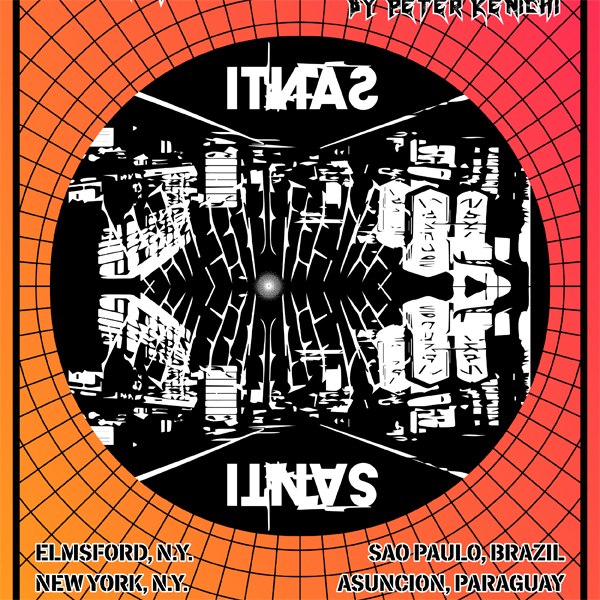 BY PETER KENICHI
SANTI
SANTI
ELMSFORD, N.Y.
NEW YORK, N.Y.
SAO PAULO, BRAZIL
ASUNCION, PARAGUAY